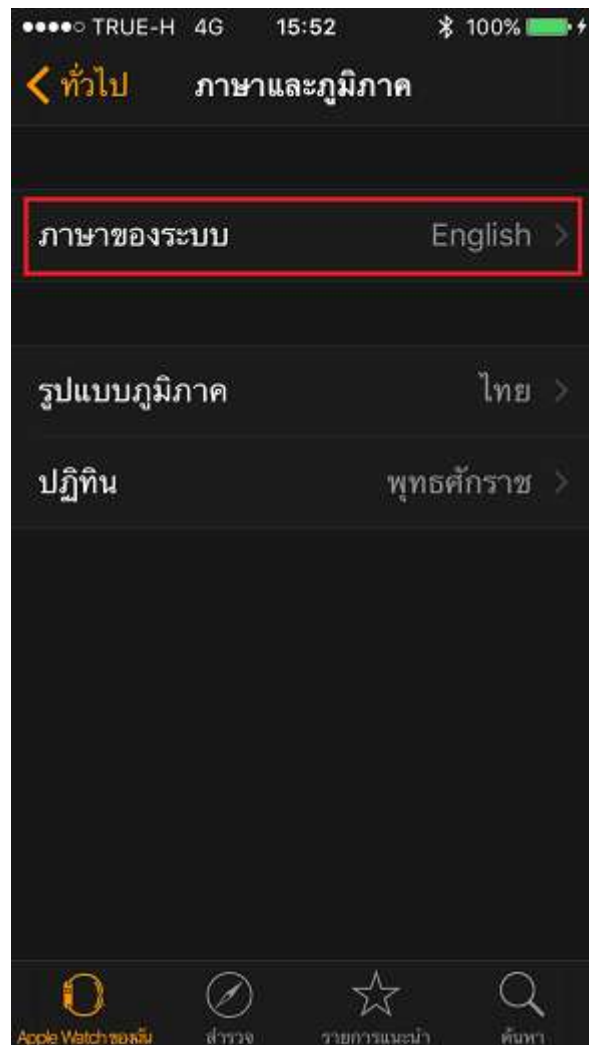 TRUE-H 4G 15:52 100%
ทั่วไป ภาษาและภูมิภาค
ภาษาของระบบ English
รูปแบบภูมิภาค ไทย
ปฏิทิน พุทธศักราช
Apple Watch ของฉัน สำรวจ รายการแนะนำ ค้นหา